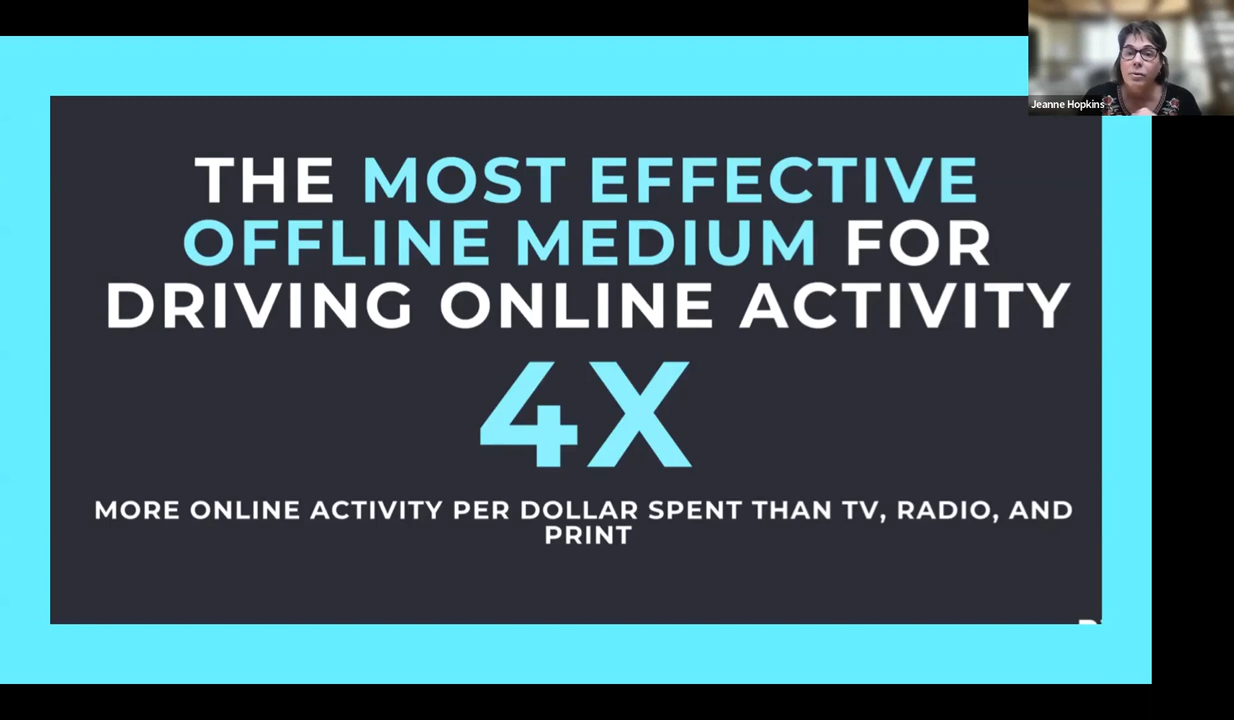 Jeanne Hopkins
THE MOST EFFECTIVE
OFFLINE MEDIUM FOR
DRIVING ONLINE ACTIVITY
4X
MORE ONLINE ACTIVITY PER DOLLAR SPENT THAN TV, RADIO, AND
PRINT